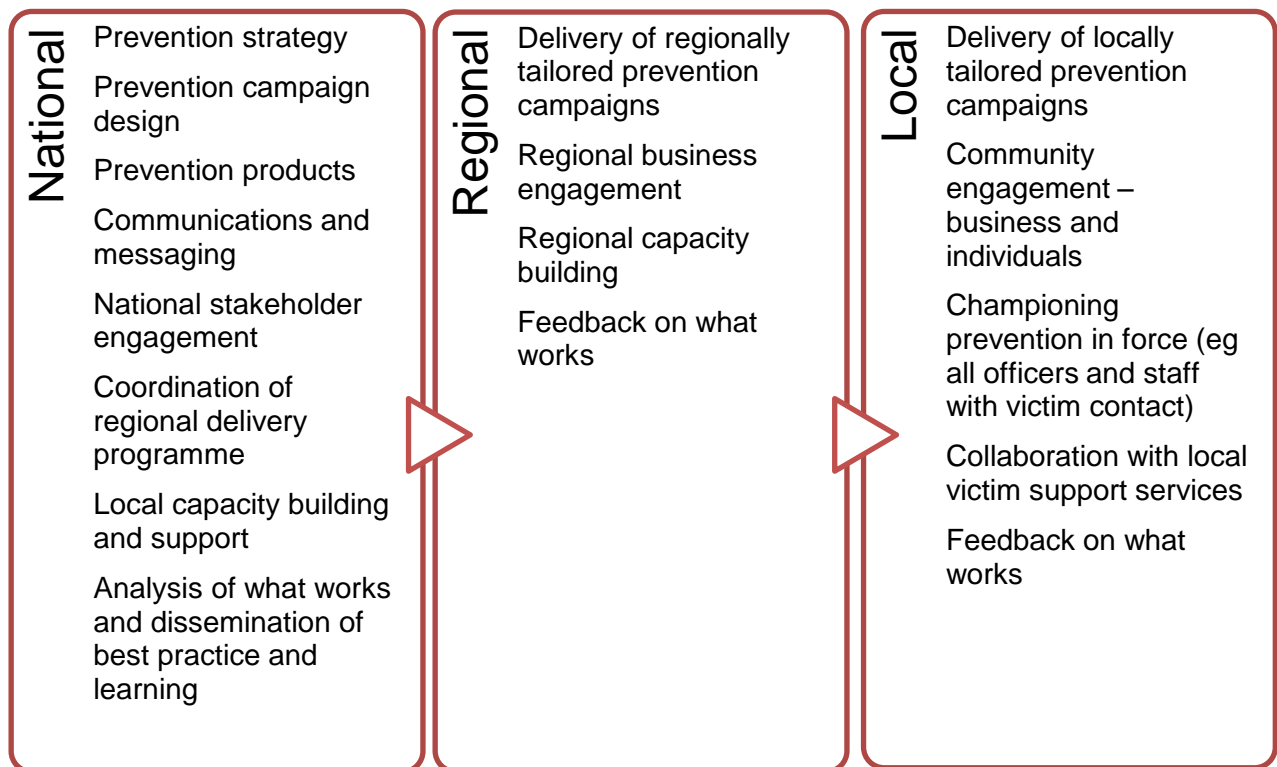 National
Prevention strategy
Prevention campaign
design
Prevention products
Communications and
messaging
National stakeholder
engagement
Coordination of
regional delivery
programme
Local capacity building
and support
Analysis of what works
and dissemination of
best practice and
learning
Regional
Delivery of regionally
tailored prevention
campaigns
Regional business
engagement
Regional capacity
building
Feedback on what
works
Local
Delivery of locally
tailored prevention
campaigns
Community
engagement –
business and
individuals
Championing
prevention in force (eg
all officers and staff
with victim contact)
Collaboration with local
victim support services
Feedback on what
works